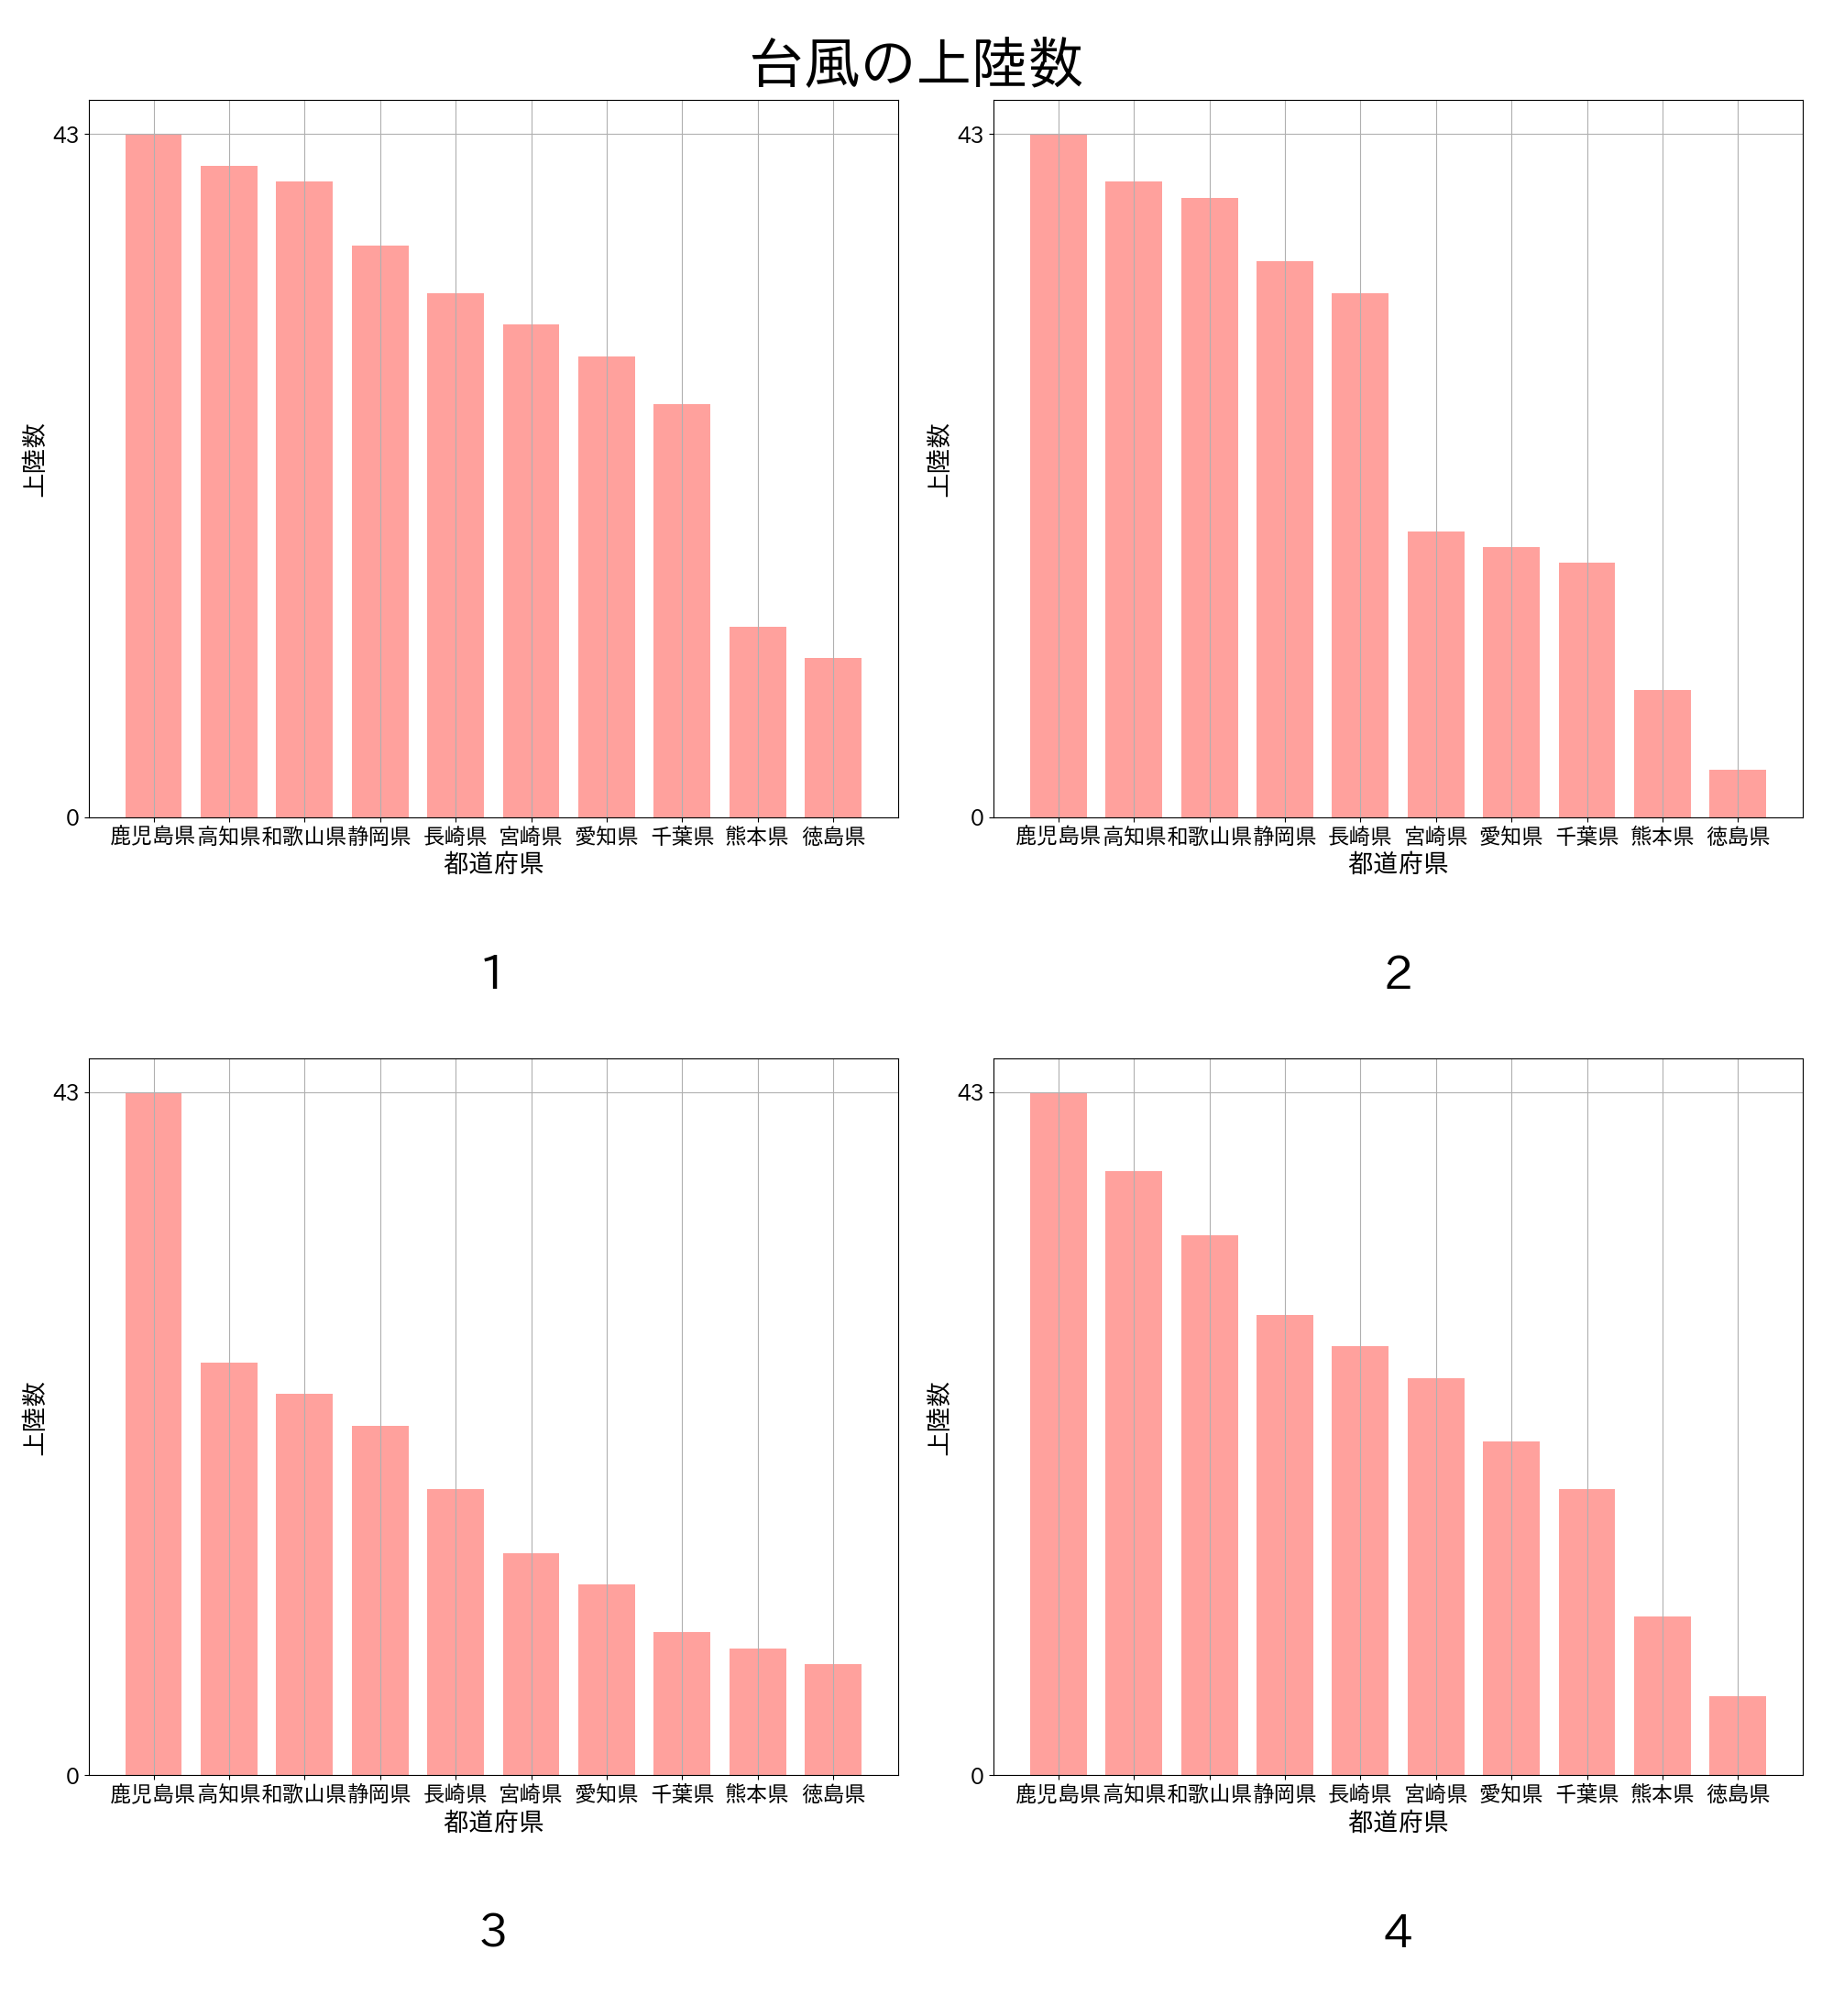 台風の上陸数
43
0
上陸数
鹿児島県 高知県 和歌山県 静岡県 長崎県 宮崎県 愛知県 千葉県 熊本県 徳島県
都道府県
1
43
0
上陸数
鹿児島県 高知県 和歌山県 静岡県 長崎県 宮崎県 愛知県 千葉県 熊本県 徳島県
都道府県
2
43
0
上陸数
鹿児島県 高知県 和歌山県 静岡県 長崎県 宮崎県 愛知県 千葉県 熊本県 徳島県
都道府県
3
43
0
上陸数
鹿児島県 高知県 和歌山県 静岡県 長崎県 宮崎県 愛知県 千葉県 熊本県 徳島県
都道府県
4